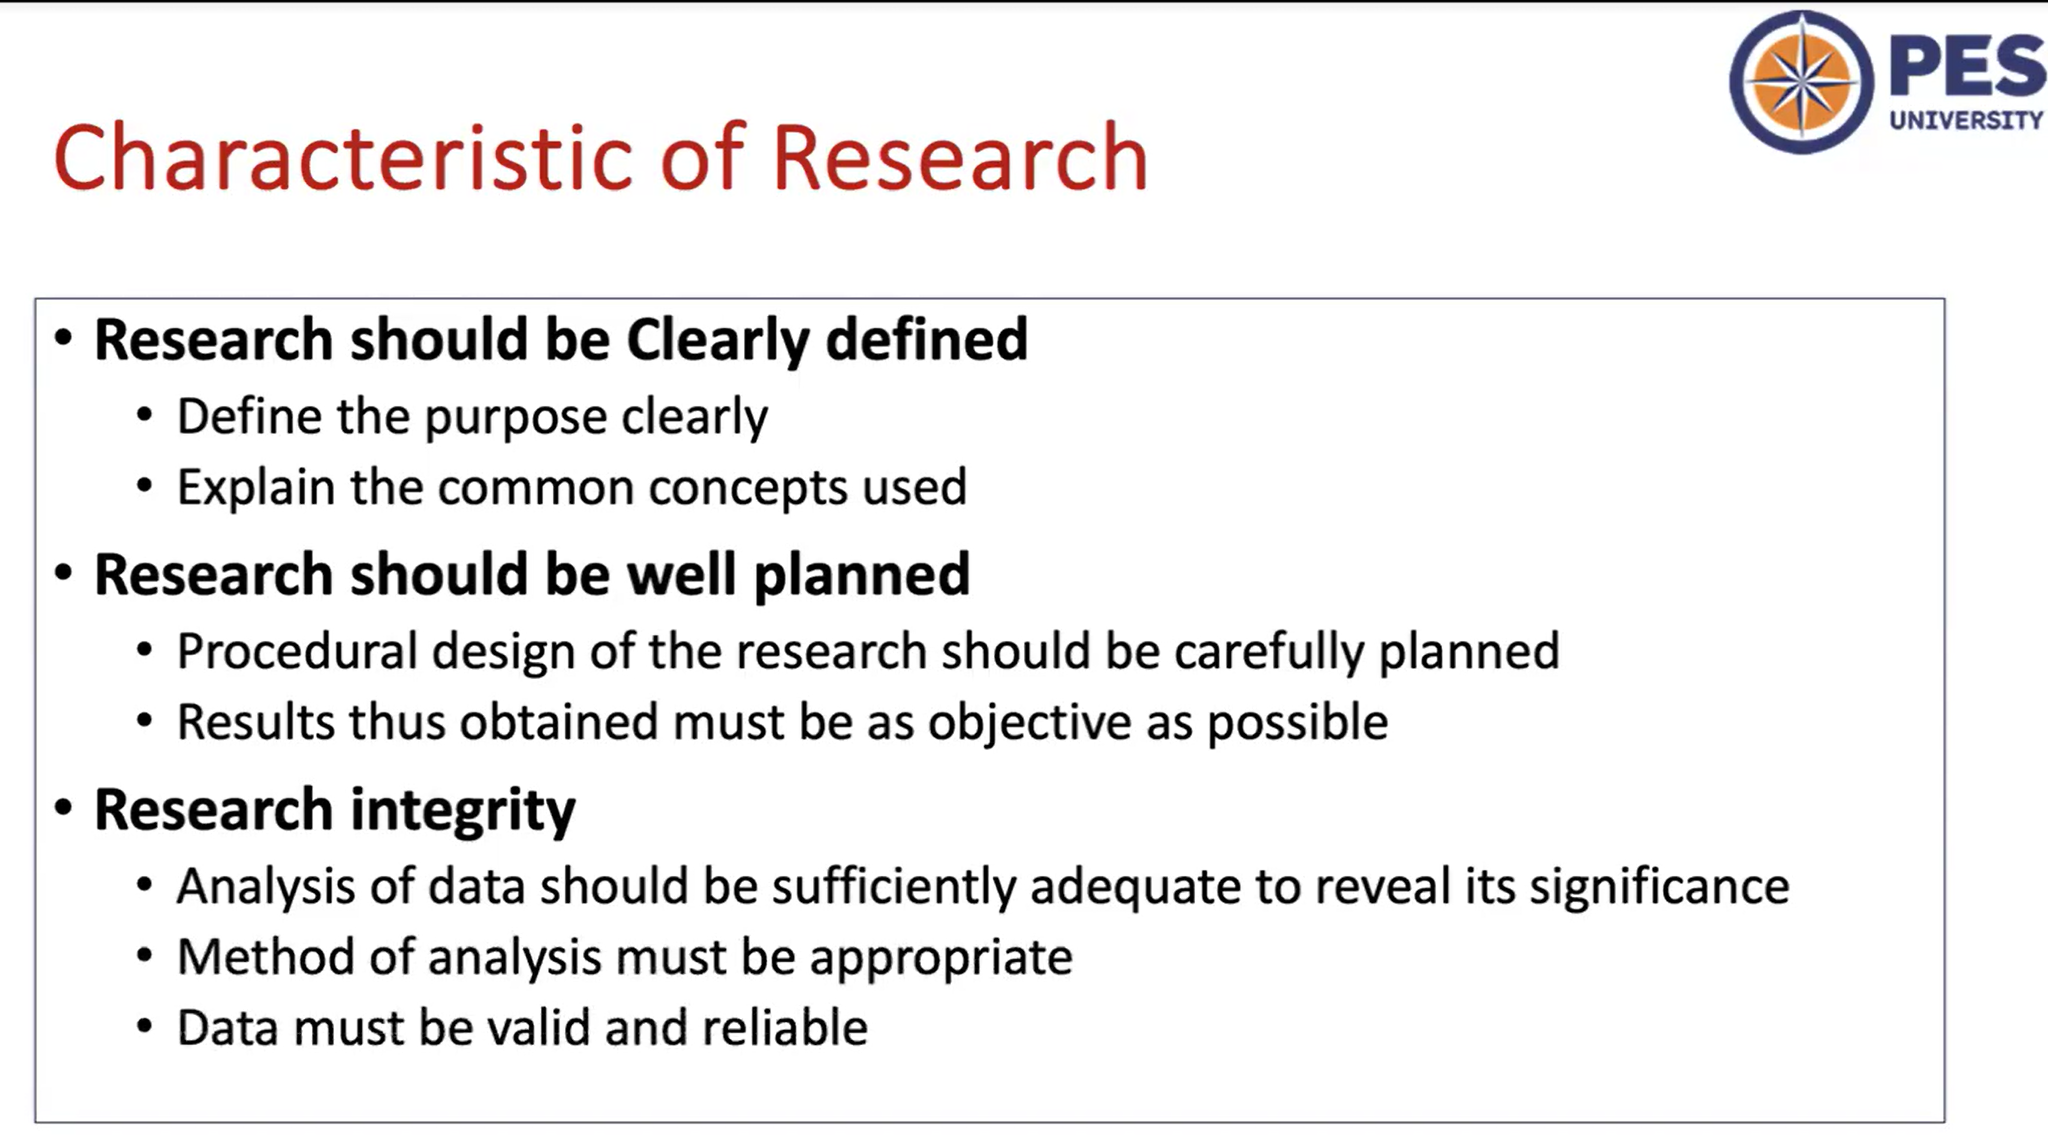 PES
UNIVERSITY
Characteristic of Research
• Research should be Clearly defined
• Define the purpose clearly
• Explain the common concepts used
• Research should be well planned
• Procedural design of the research should be carefully planned
• Results thus obtained must be as objective as possible
• Research integrity
• Analysis of data should be sufficiently adequate to reveal its significance
• Method of analysis must be appropriate
• Data must be valid and reliable